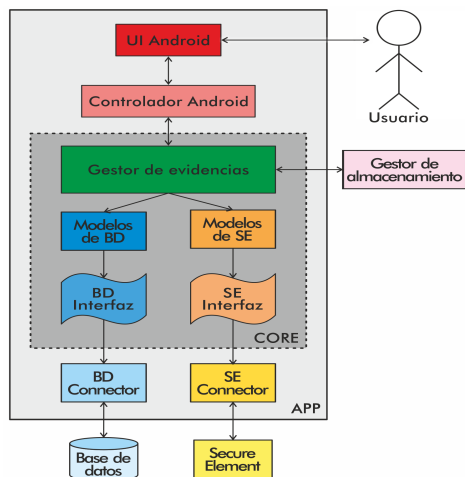 UI Android
Controlador Android
Usuario
Gestor de evidencias
Gestor de
almacenamiento
Modelos
de BD
Modelos
de SE
BD
Interfaz
SE
Interfaz
CORE
BD
Connector
SE
Connector
APP
Base de
datos
Secure
Element